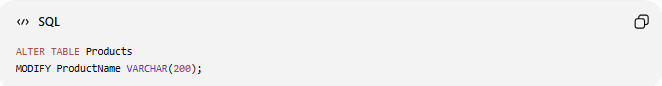 SQL
ALTER TABLE Products
MODIFY ProductName VARCHAR(200);